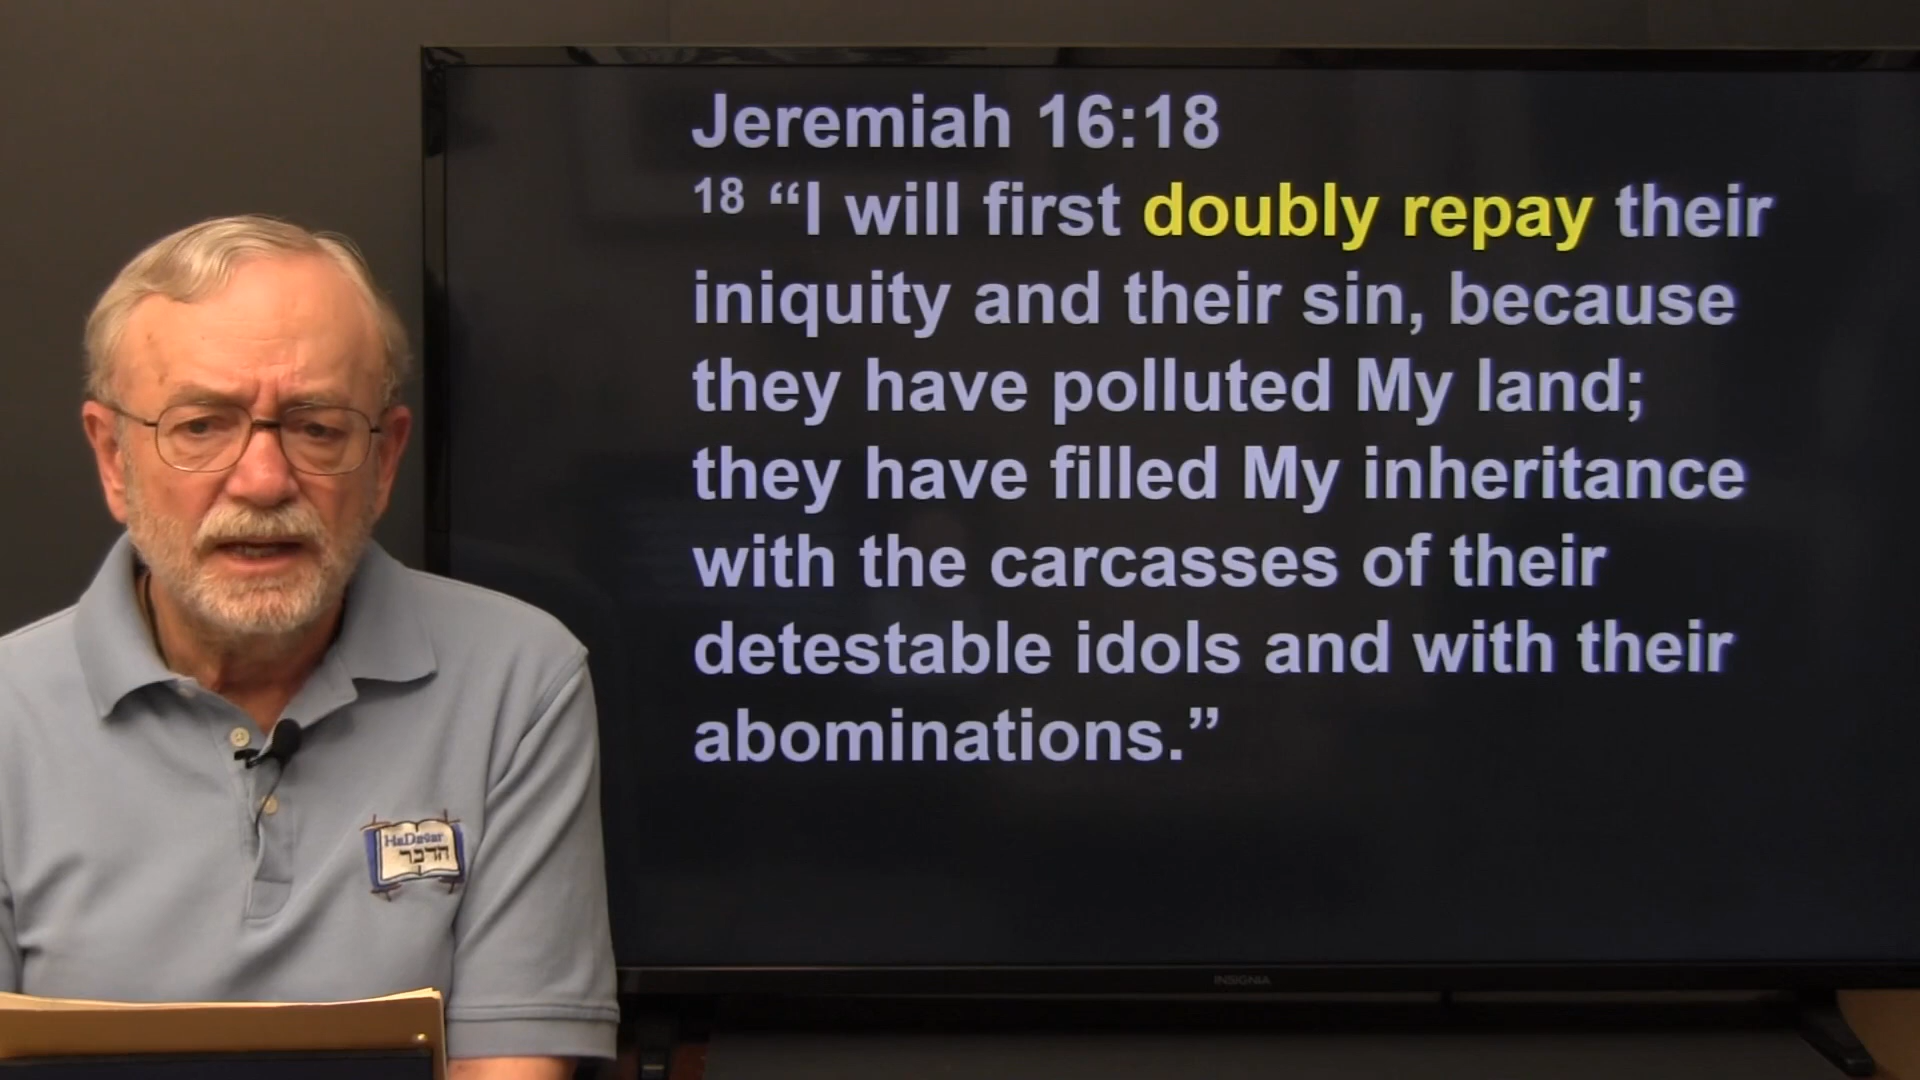 Jeremiah 16:18
18 “I will first doubly repay their
iniquity and their sin, because
they have polluted My land;
they have filled My inheritance
with the carcasses of their
detestable idols and with their
abominations.”
HaDavar
הדבר
INSIGNIA